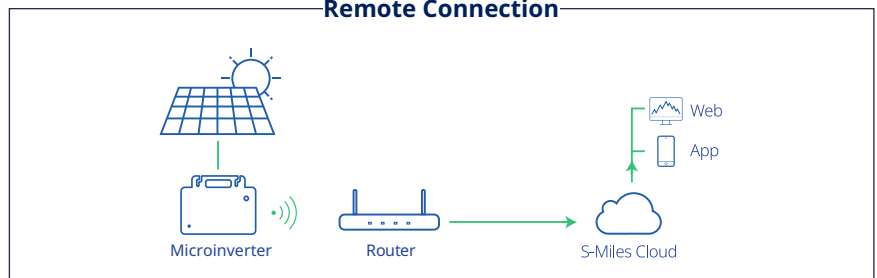 Remote Connection
Web
App
Microinverter
Router
S-Miles Cloud